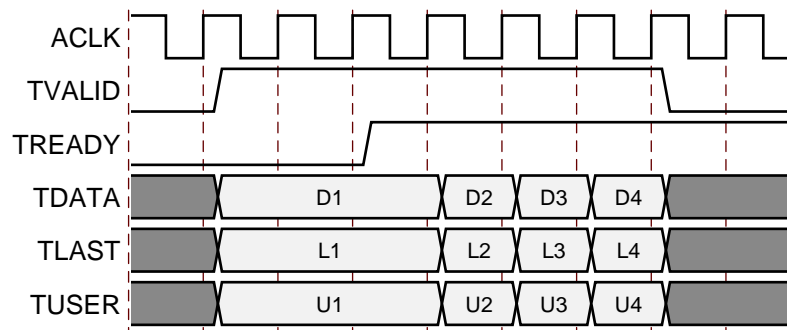 ACLK
TVALID
TREADY
TDATA D1 D2 D3 D4
TLAST L1 L2 L3 L4
TUSER U1 U2 U3 U4